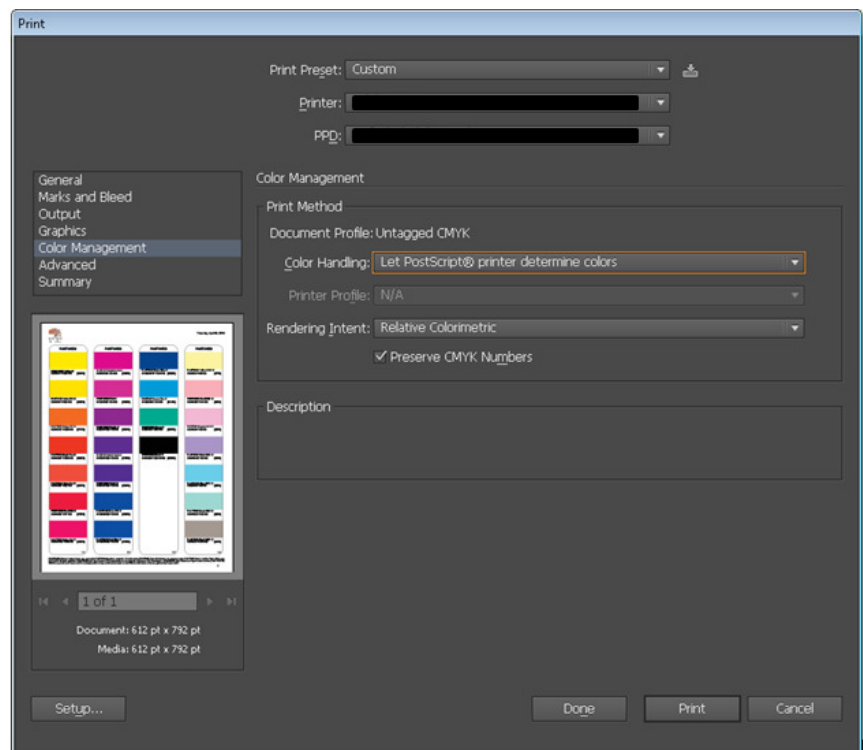 Print
Print Preset: Custom
Printer:
PPD:
General
Marks and Bleed
Output
Graphics
Color Management
Advanced
Summary
Color Management
Print Method
Document Profile: Untagged CMYK
Color Handling: Let PostScript® printer determine colors
Printer Profile: N/A
Rendering Intent: Relative Colorimetric
Preserve CMYK Numbers
Description
1 of 1
Document: 612 pt x 792 pt
Media: 612 pt x 792 pt
Setup...
Done
Print
Cancel